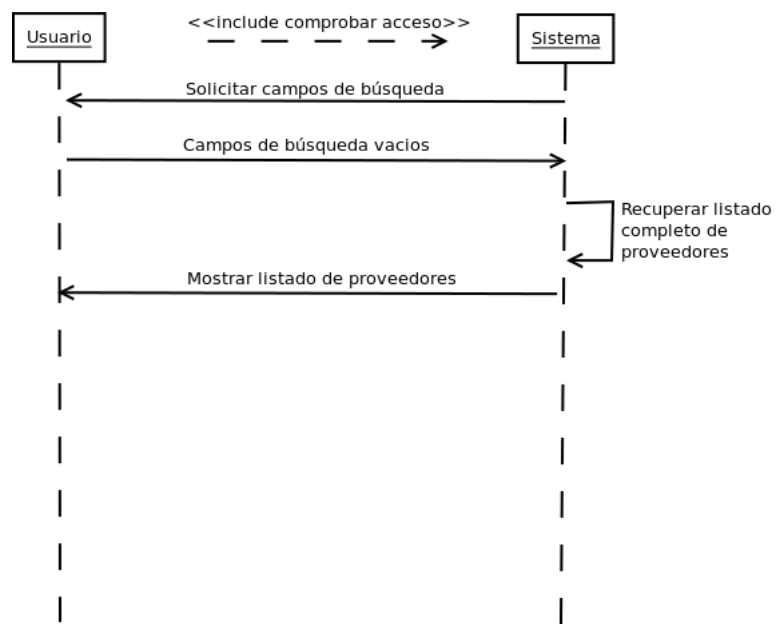 <<include comprobar acceso>>
Usuario
Sistema
Solicitar campos de búsqueda
Campos de búsqueda vacios
Recuperar listado
completo de
proveedores
Mostrar listado de proveedores